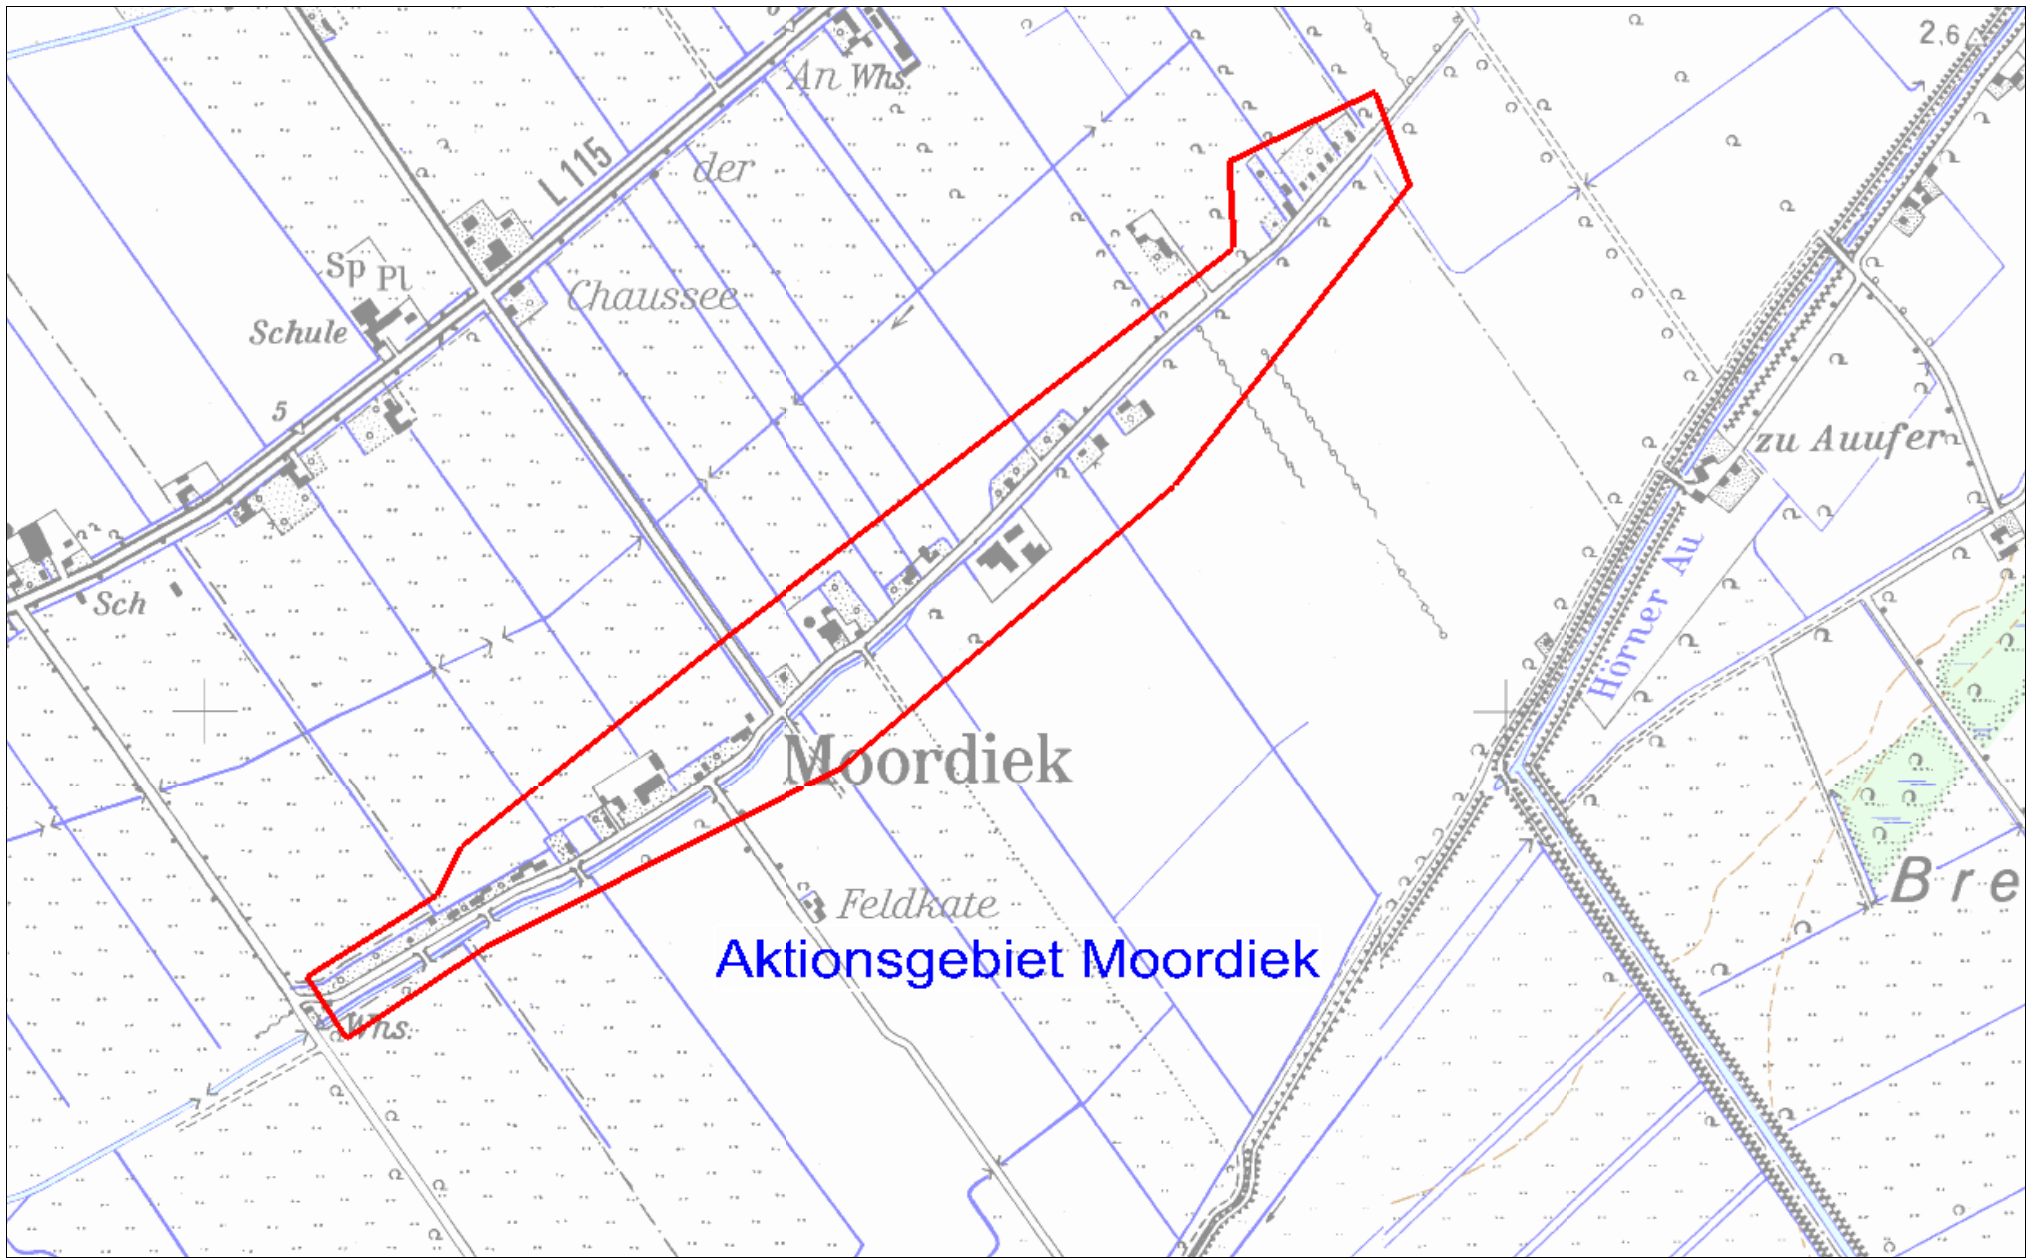 6
2,6
An Whs.
L 115
der
Sp Pl
Chaussee
Schule
5
zu Auufer
Sch
Hörner Au
Moordiek
Feldkate
Bre
Aktionsgebiet Moordiek
Whs.